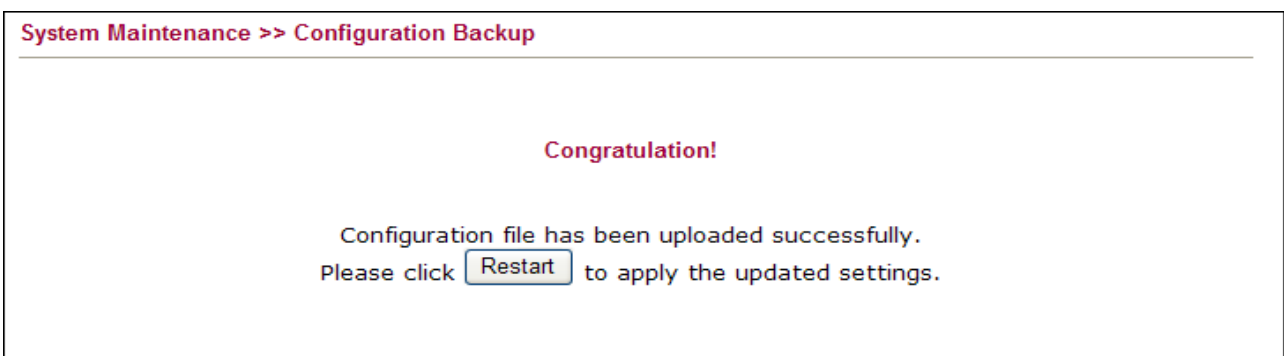 System Maintenance >> Configuration Backup
Congratulation!
Configuration file has been uploaded successfully.
Please click Restart to apply the updated settings.